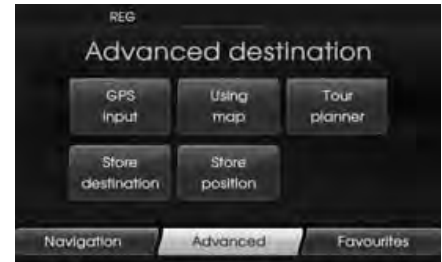 REG
Advanced destination
GPS input
Using map
Tour planner
Store destination
Store position
Navigation
Advanced
Favourites